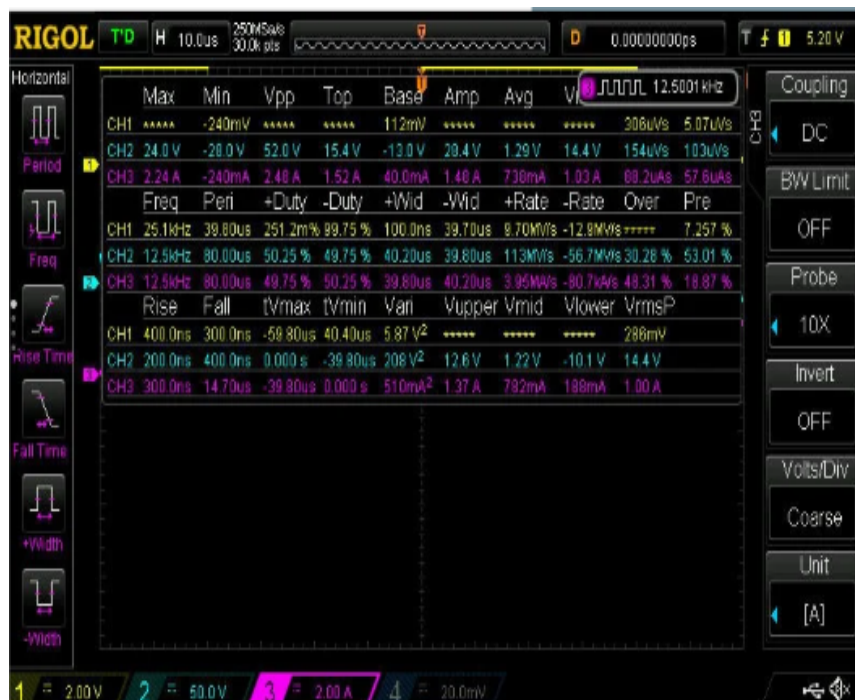 RIGOL T'D H 10.0us 250MSa/s 30.0k pts D 0.00000000ps T 1 5.20 V
Horizontal
Period
Freq
Rise Time
Fall Time
+Width
-Width
3 12.5001 kHz
Max Min Vpp Top Base Amp Avg
CH1 ***** -240mV ***** ***** 112mV ***** ***** ***** 306uVs 5.07uVs
CH2 24.0 V -28.0 V 52.0 V 15.4 V -13.0 V 28.4 V 1.29 V 14.4 V 154uVs 103uVs
CH3 2.24 A -240mA 2.48 A 1.52 A 40.0mA 1.48 A 738mA 1.03 A 88.2uAs 57.6uAs
Freq Peri +Duty -Duty +Wid -Wid +Rate -Rate Over Pre
CH1 25.1kHz 39.80us 251.2m% 99.75 % 100.0ns 39.70us 9.70MV/s -12.9MV/s ***** 7.257 %
CH2 12.5kHz 80.00us 50.25 % 49.75 % 40.20us 39.80us 113MV/s -56.7MV/s 30.28 % 53.01 %
CH3 12.5kHz 80.00us 49.75 % 50.25 % 39.80us 40.20us 3.95MA/s -80.7kA/s 48.31 % 18.87 %
Rise Fall tVmax tVmin Vari Vupper Vmid Vlower VrmsP
CH1 400.0ns 300.0ns -59.80us 40.40us 5.87 V² ***** ***** ***** 286mV
CH2 200.0ns 400.0ns 0.000 s -39.80us 208 V² 12.6 V 1.22 V -10.1 V 14.4 V
CH3 300.0ns 14.70us -39.80us 0.000 s 510mA² 1.37 A 782mA 188mA 1.00 A
1
2
3
CH3
Coupling
DC
BW Limit
OFF
Probe
10X
Invert
OFF
Volts/Div
Coarse
Unit
[A]
1 = 2.00 V 2 = 50.0 V 3 = 2.00 A 4 = 20.0mV